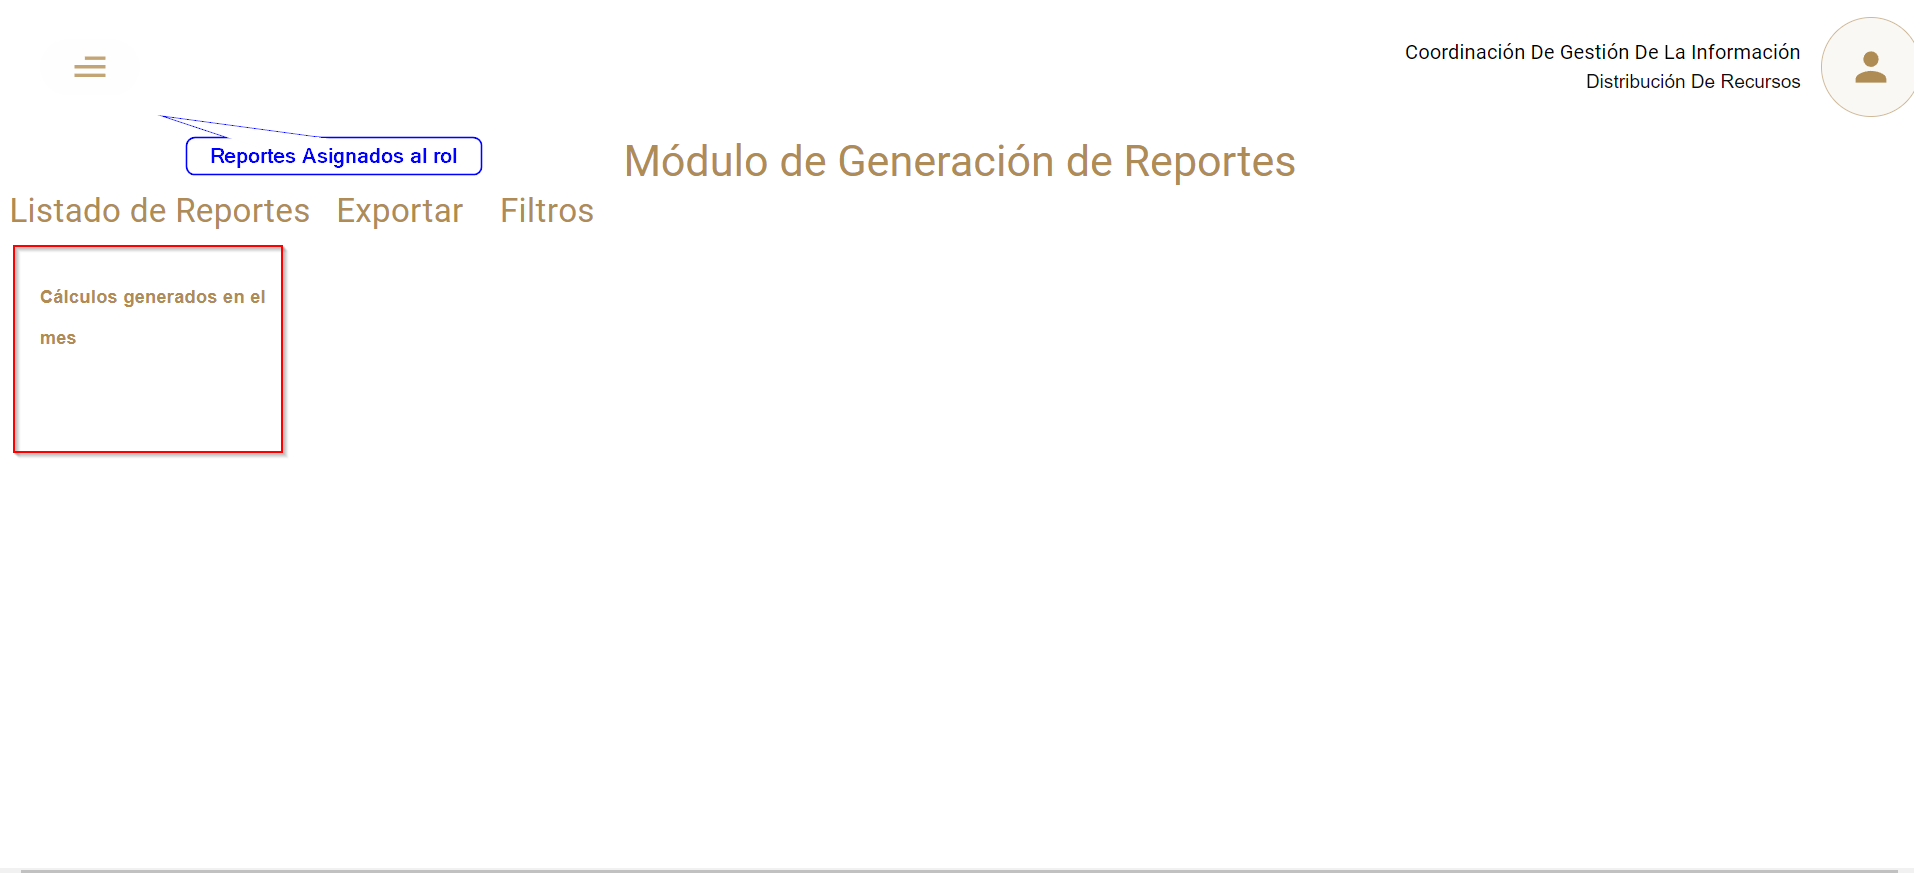 Coordinación De Gestión De La Información
Distribución De Recursos
Reportes Asignados al rol
Módulo de Generación de Reportes
Listado de Reportes Exportar Filtros
Cálculos generados en el
mes